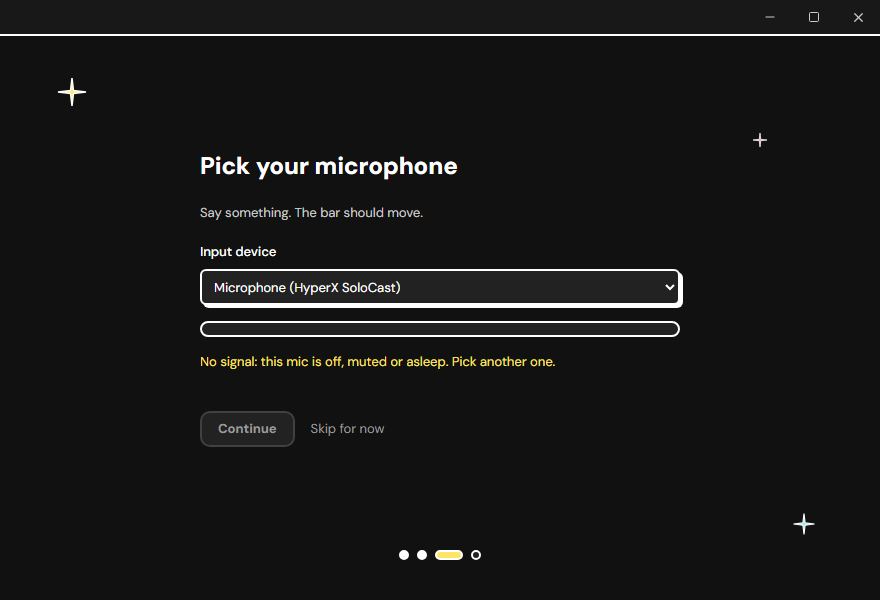 Pick your microphone
Say something. The bar should move.
Input device
Microphone (HyperX SoloCast)
No signal: this mic is off, muted or asleep. Pick another one.
Continue
Skip for now